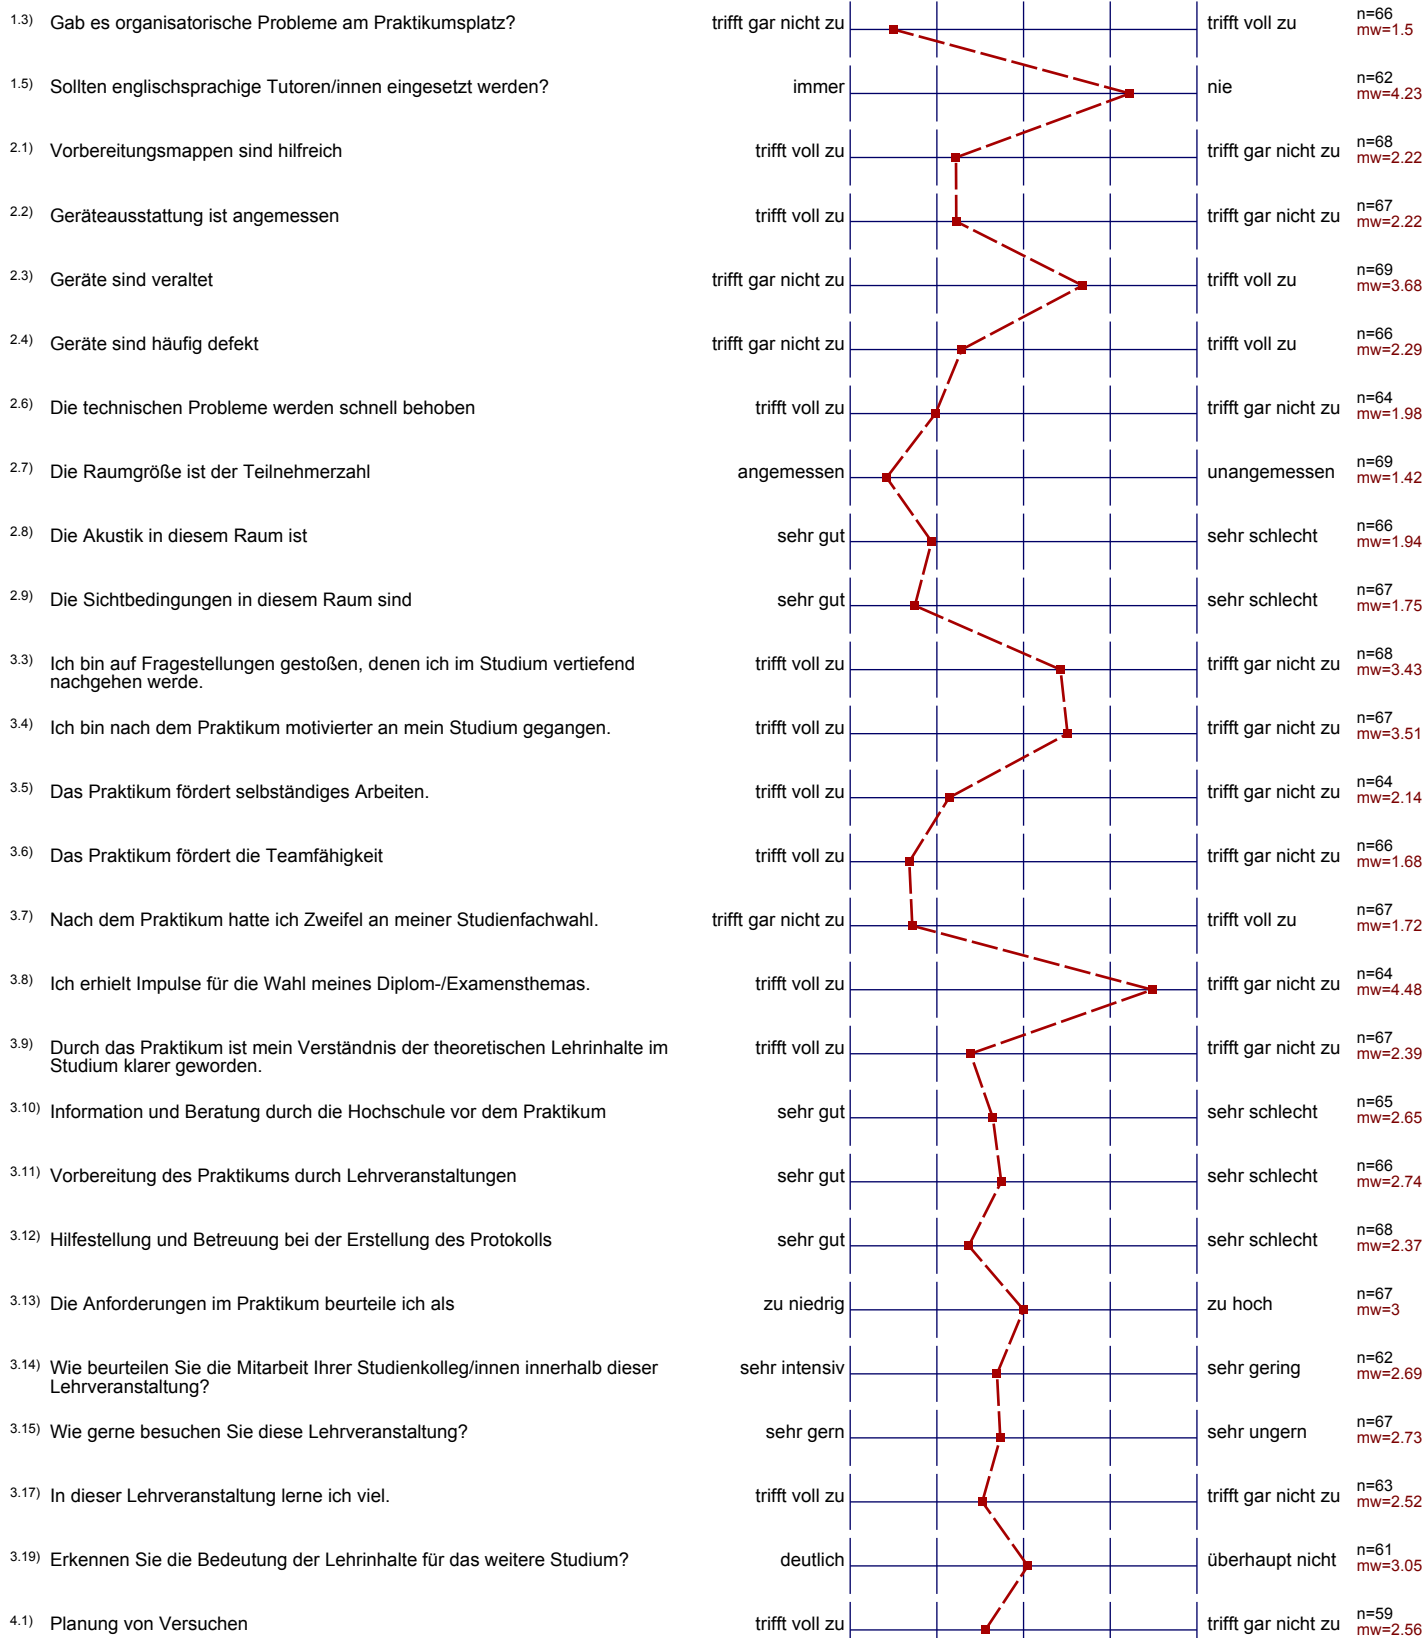 1.3) Gab es organisatorische Probleme am Praktikumsplatz? trifft gar nicht zu trifft voll zu n=66
mw=1.5
1.5) Sollten englischsprachige Tutoren/innen eingesetzt werden? immer nie n=62
mw=4.23
2.1) Vorbereitungsmappen sind hilfreich trifft voll zu trifft gar nicht zu n=68
mw=2.22
2.2) Geräteausstattung ist angemessen trifft voll zu trifft gar nicht zu n=67
mw=2.22
2.3) Geräte sind veraltet trifft gar nicht zu trifft voll zu n=69
mw=3.68
2.4) Geräte sind häufig defekt trifft gar nicht zu trifft voll zu n=66
mw=2.29
2.6) Die technischen Probleme werden schnell behoben trifft voll zu trifft gar nicht zu n=64
mw=1.98
2.7) Die Raumgröße ist der Teilnehmerzahl angemessen unangemessen n=69
mw=1.42
2.8) Die Akustik in diesem Raum ist sehr gut sehr schlecht n=66
mw=1.94
2.9) Die Sichtbedingungen in diesem Raum sind sehr gut sehr schlecht n=67
mw=1.75
3.3) Ich bin auf Fragestellungen gestoßen, denen ich im Studium vertiefend trifft voll zu trifft gar nicht zu n=68
nachgehen werde. mw=3.43
3.4) Ich bin nach dem Praktikum motivierter an mein Studium gegangen. trifft voll zu trifft gar nicht zu n=67
mw=3.51
3.5) Das Praktikum fördert selbständiges Arbeiten. trifft voll zu trifft gar nicht zu n=64
mw=2.14
3.6) Das Praktikum fördert die Teamfähigkeit trifft voll zu trifft gar nicht zu n=66
mw=1.68
3.7) Nach dem Praktikum hatte ich Zweifel an meiner Studienfachwahl. trifft gar nicht zu trifft voll zu n=67
mw=1.72
3.8) Ich erhielt Impulse für die Wahl meines Diplom-/Examensthemas. trifft voll zu trifft gar nicht zu n=64
mw=4.48
3.9) Durch das Praktikum ist mein Verständnis der theoretischen Lehrinhalte im trifft voll zu trifft gar nicht zu n=67
Studium klarer geworden. mw=2.39
3.10) Information und Beratung durch die Hochschule vor dem Praktikum sehr gut sehr schlecht n=65
mw=2.65
3.11) Vorbereitung des Praktikums durch Lehrveranstaltungen sehr gut sehr schlecht n=66
mw=2.74
3.12) Hilfestellung und Betreuung bei der Erstellung des Protokolls sehr gut sehr schlecht n=68
mw=2.37
3.13) Die Anforderungen im Praktikum beurteile ich als zu niedrig zu hoch n=67
mw=3
3.14) Wie beurteilen Sie die Mitarbeit Ihrer Studienkolleg/innen innerhalb dieser sehr intensiv sehr gering n=62
Lehrveranstaltung? mw=2.69
3.15) Wie gerne besuchen Sie diese Lehrveranstaltung? sehr gern sehr ungern n=67
mw=2.73
3.17) In dieser Lehrveranstaltung lerne ich viel. trifft voll zu trifft gar nicht zu n=63
mw=2.52
3.19) Erkennen Sie die Bedeutung der Lehrinhalte für das weitere Studium? deutlich überhaupt nicht n=61
mw=3.05
4.1) Planung von Versuchen trifft voll zu trifft gar nicht zu n=59
mw=2.56